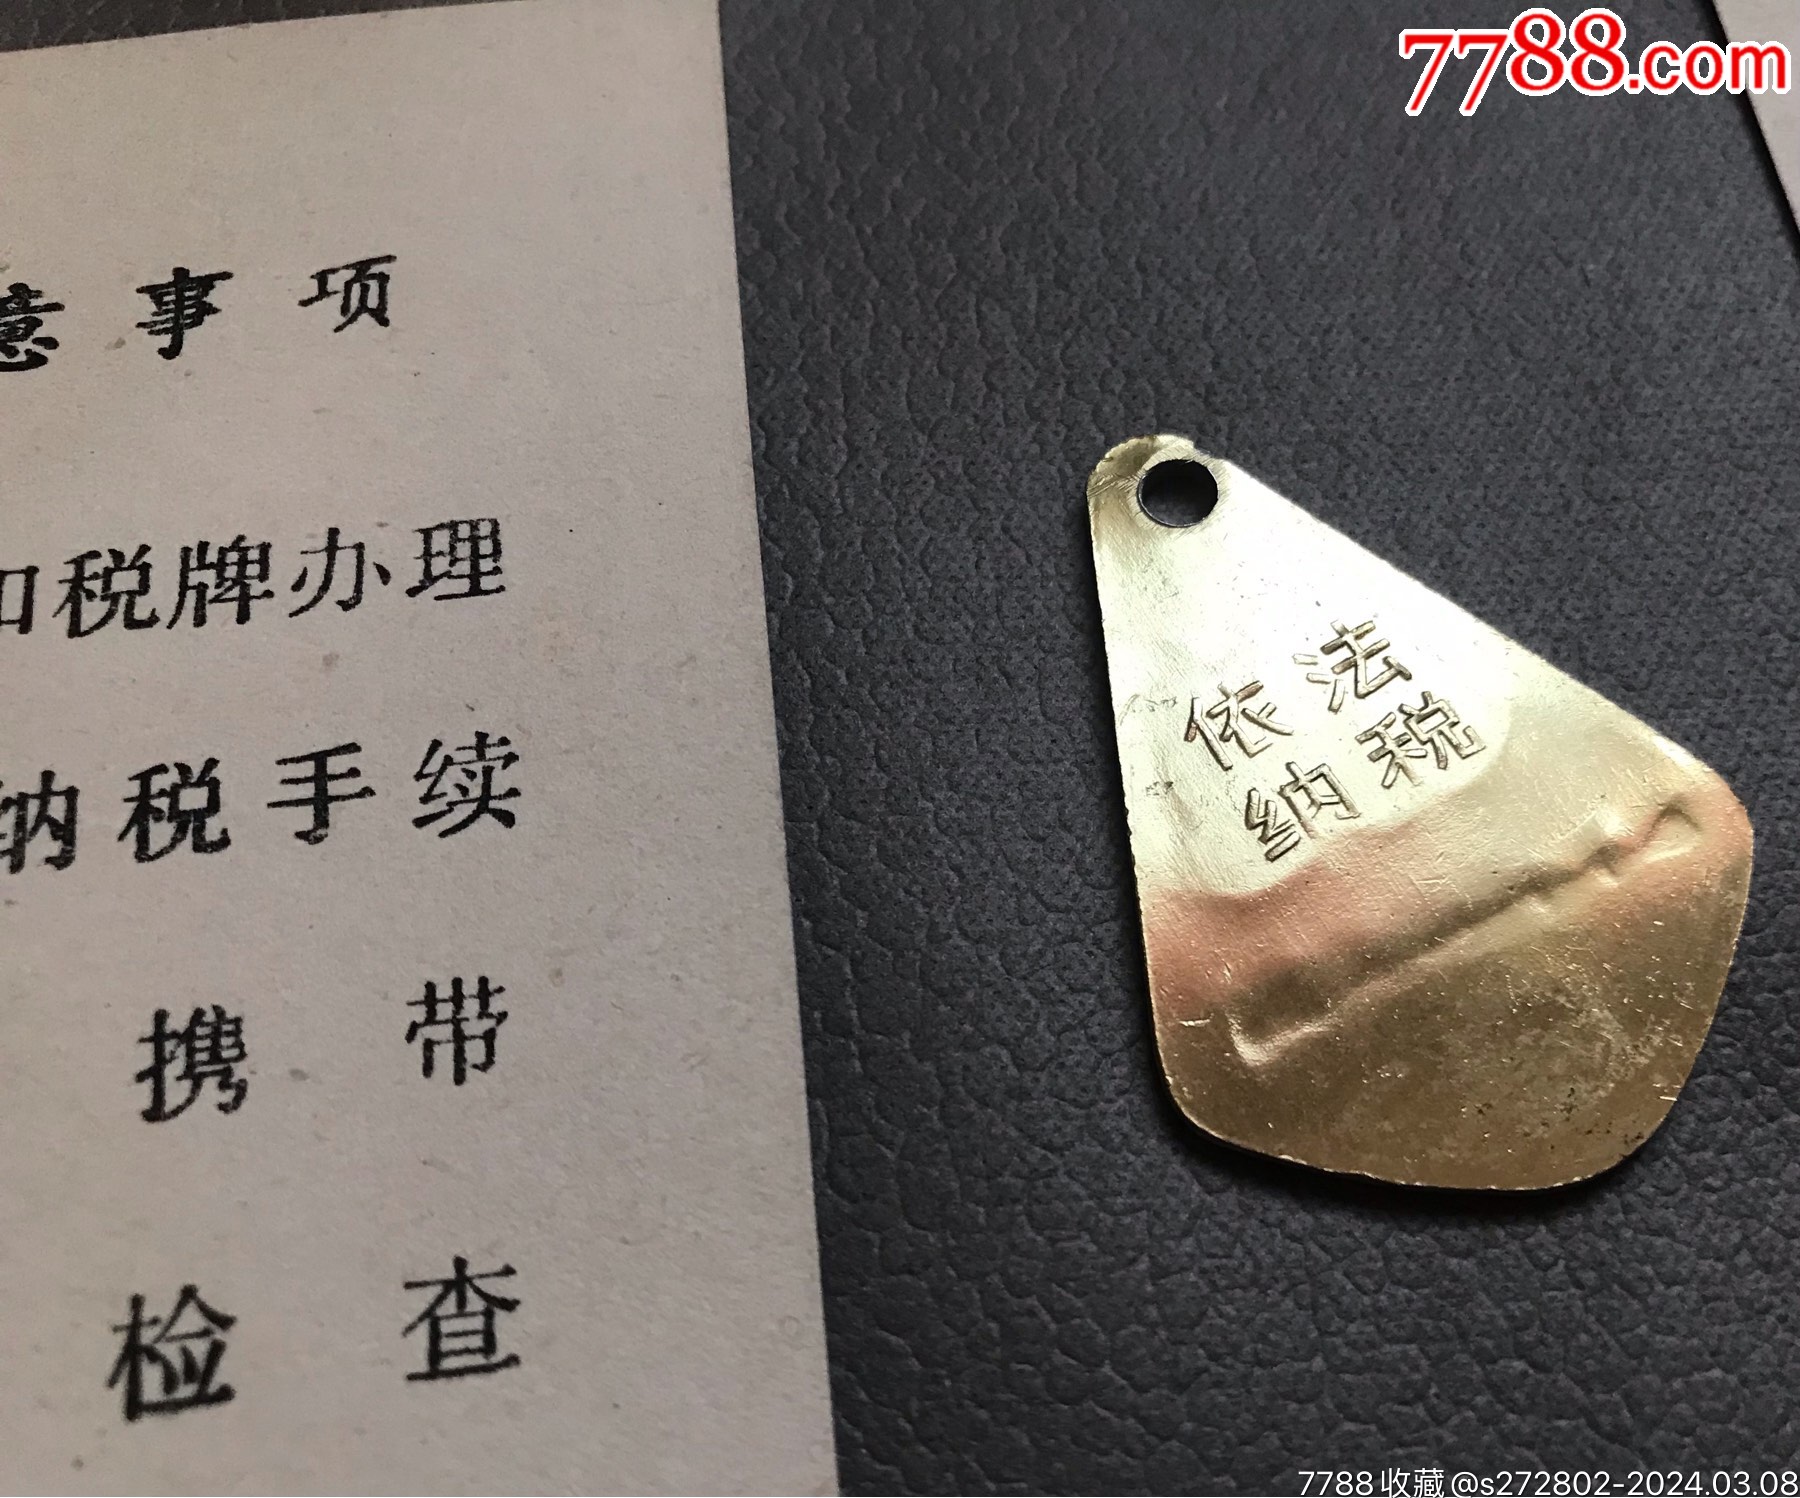 7788.com
意事项
和税牌办理
纳税手续
携带
检查
依法
纳税
7788收藏@s272802-2024.03.08